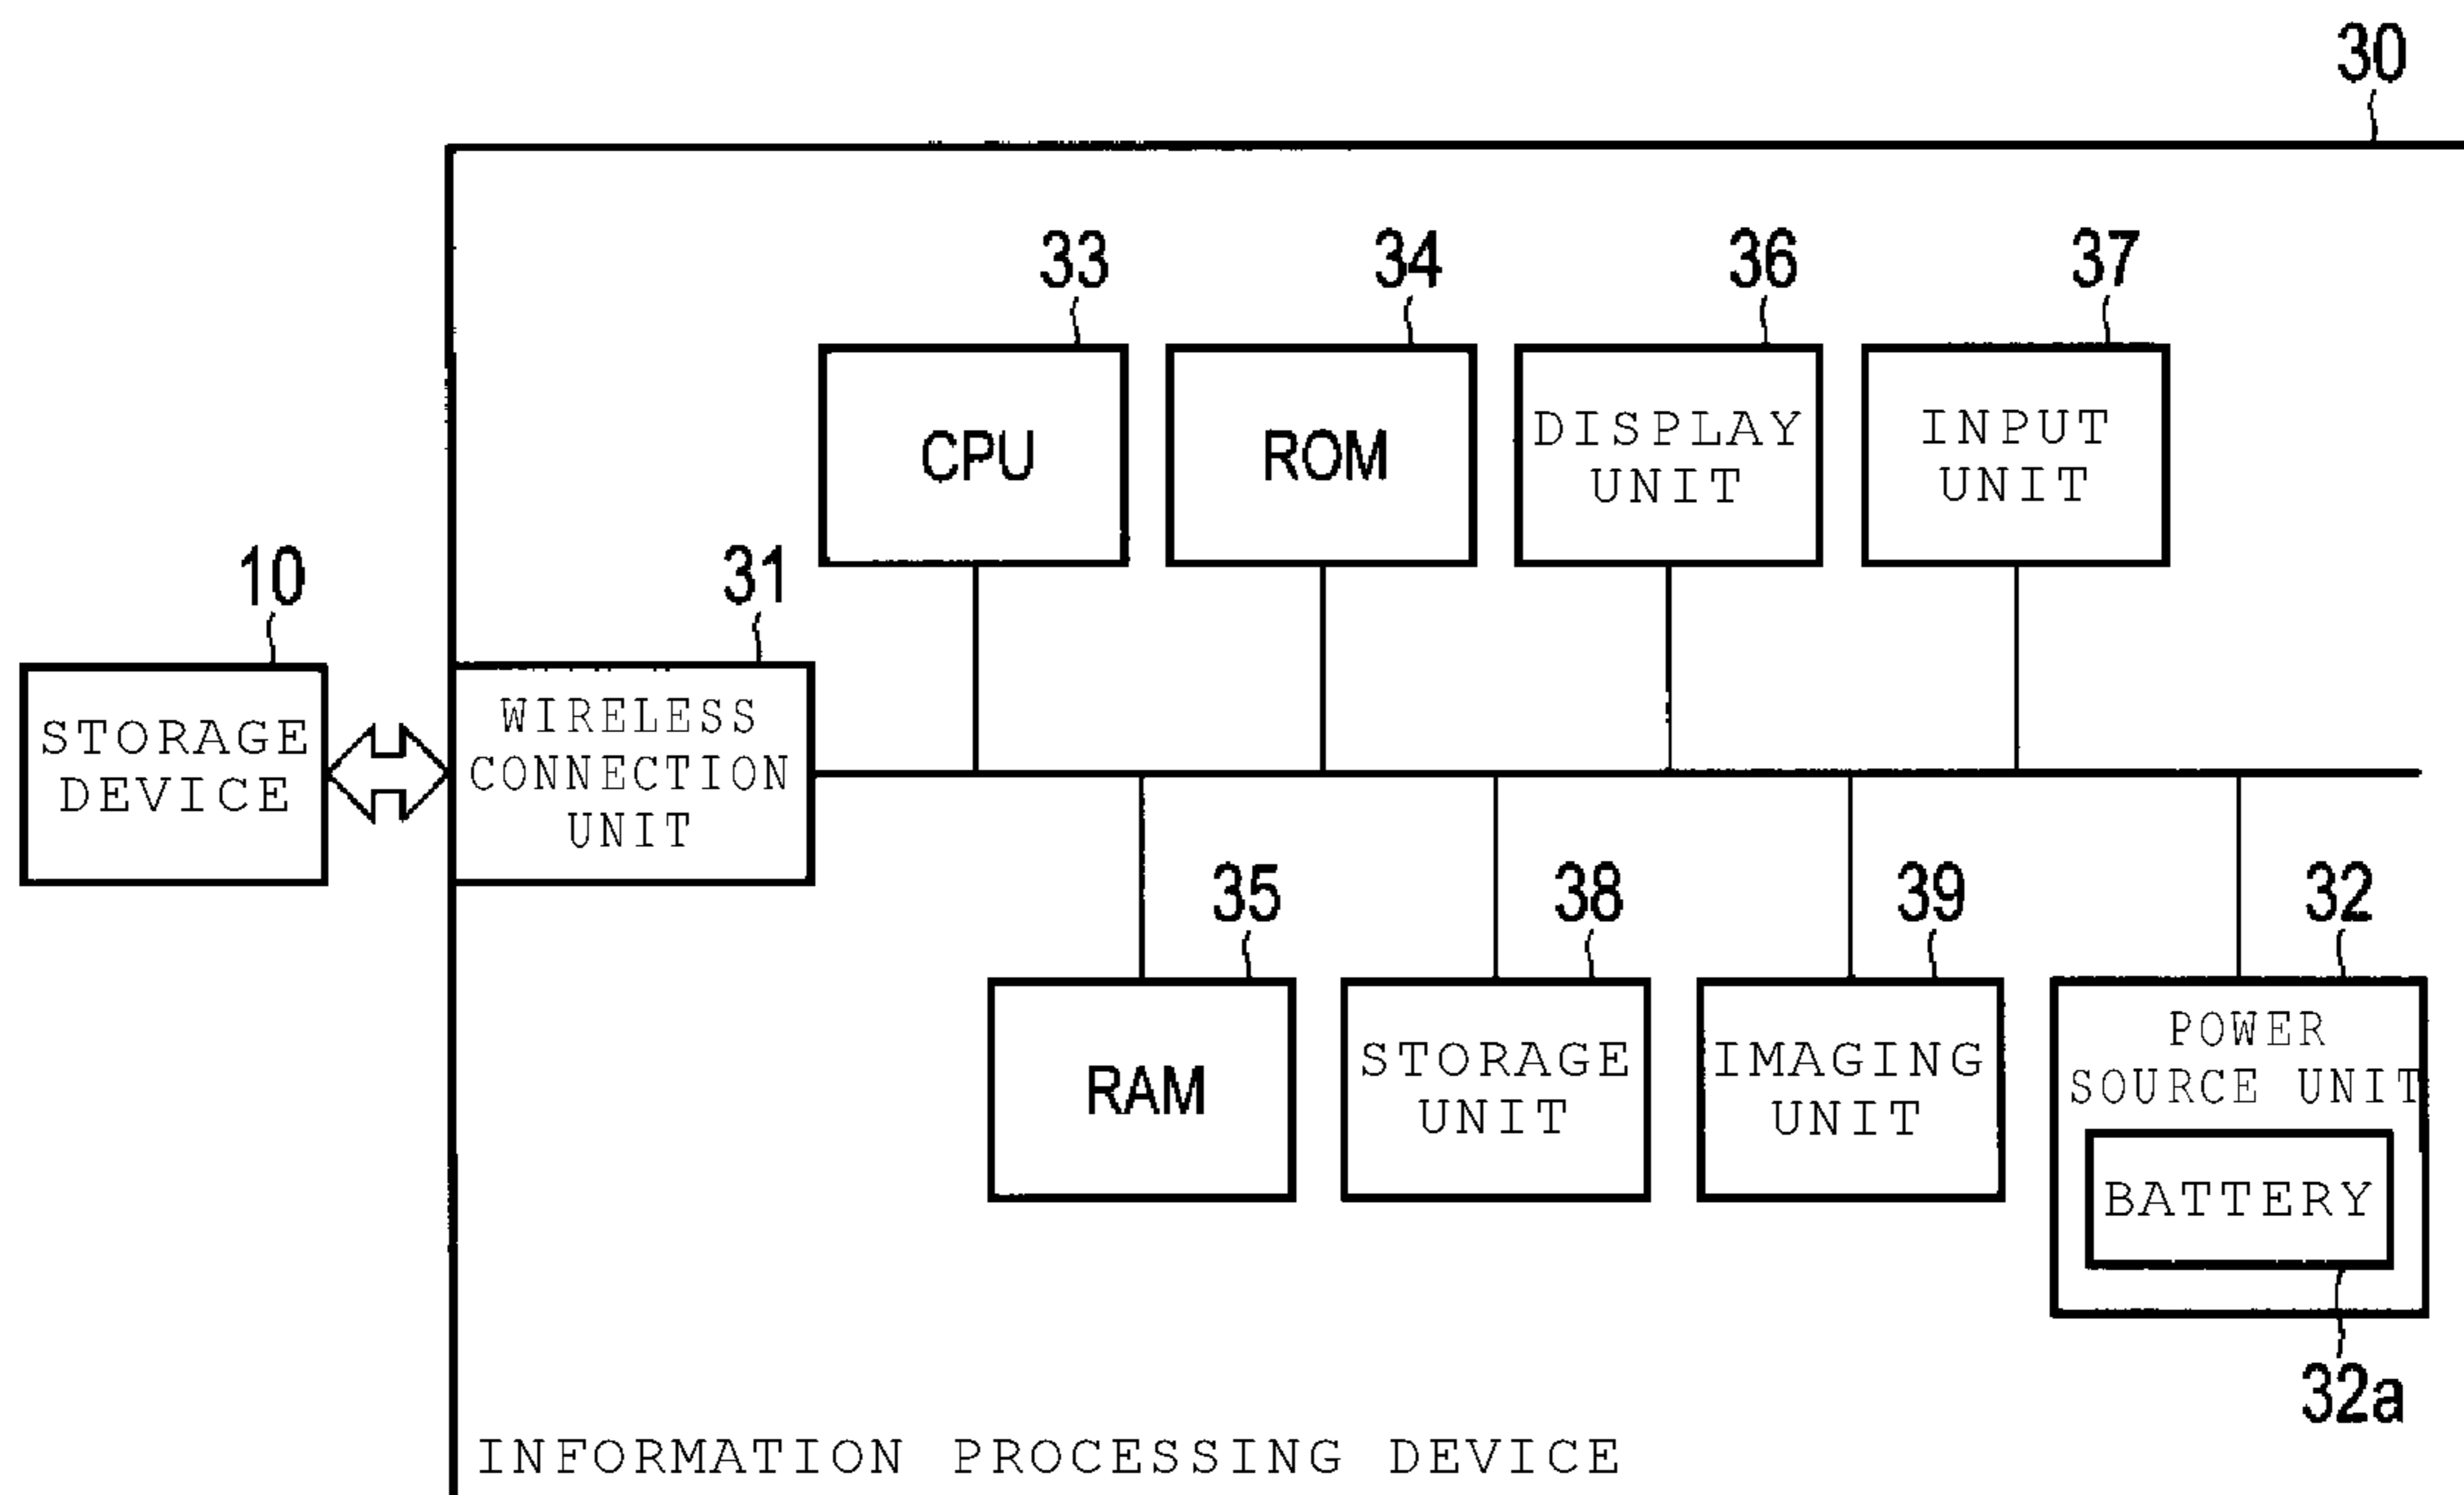 30
33
34
36
37
CPU
ROM
DISPLAY
UNIT
INPUT
UNIT
10
31
STORAGE
DEVICE
WIRELESS
CONNECTION
UNIT
35
38
39
32
RAM
STORAGE
UNIT
IMAGING
UNIT
POWER
SOURCE UNIT
BATTERY
32a
INFORMATION PROCESSING DEVICE